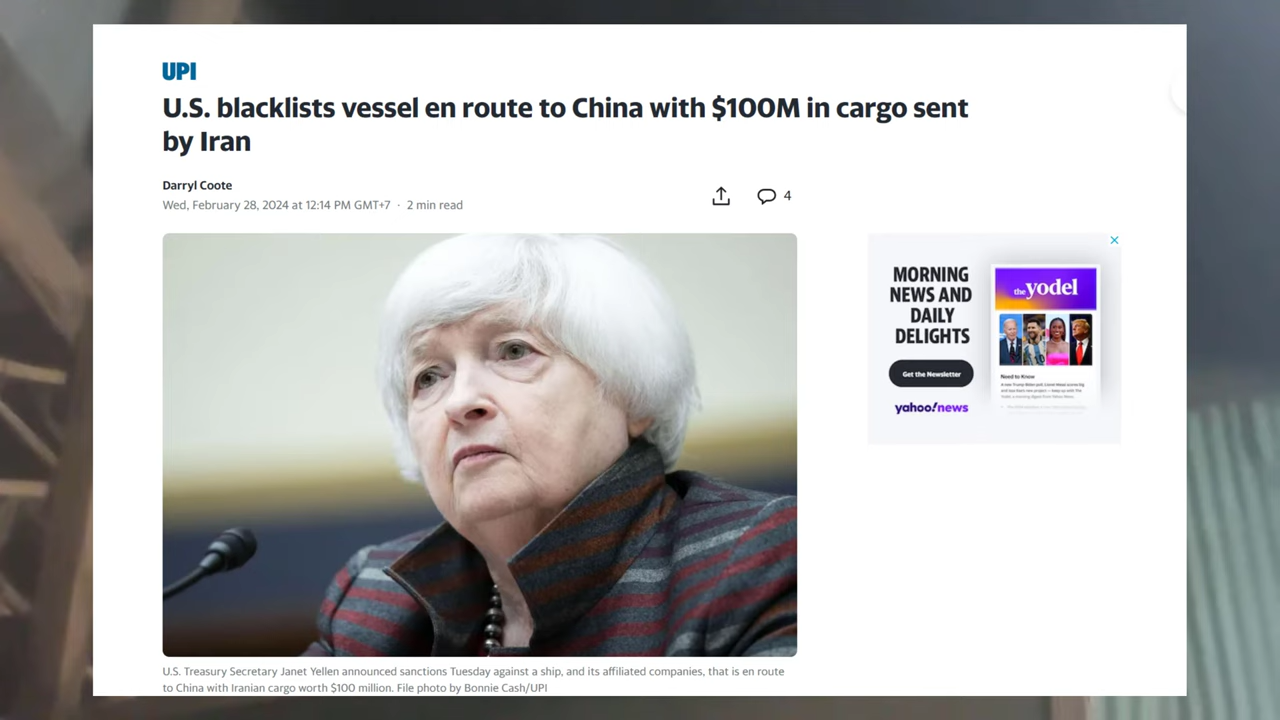 UPI
U.S. blacklists vessel en route to China with $100M in cargo sent
by Iran
Darryl Coote
Wed, February 28, 2024 at 12:14 PM GMT+7 · 2 min read
4
MORNING
NEWS AND
DAILY
DELIGHTS
Get the Newsletter
yahoo!news
the yodel
Need to Know
U.S. Treasury Secretary Janet Yellen announced sanctions Tuesday against a ship, and its affiliated companies, that is en route
to China with Iranian cargo worth $100 million. File photo by Bonnie Cash/UPI